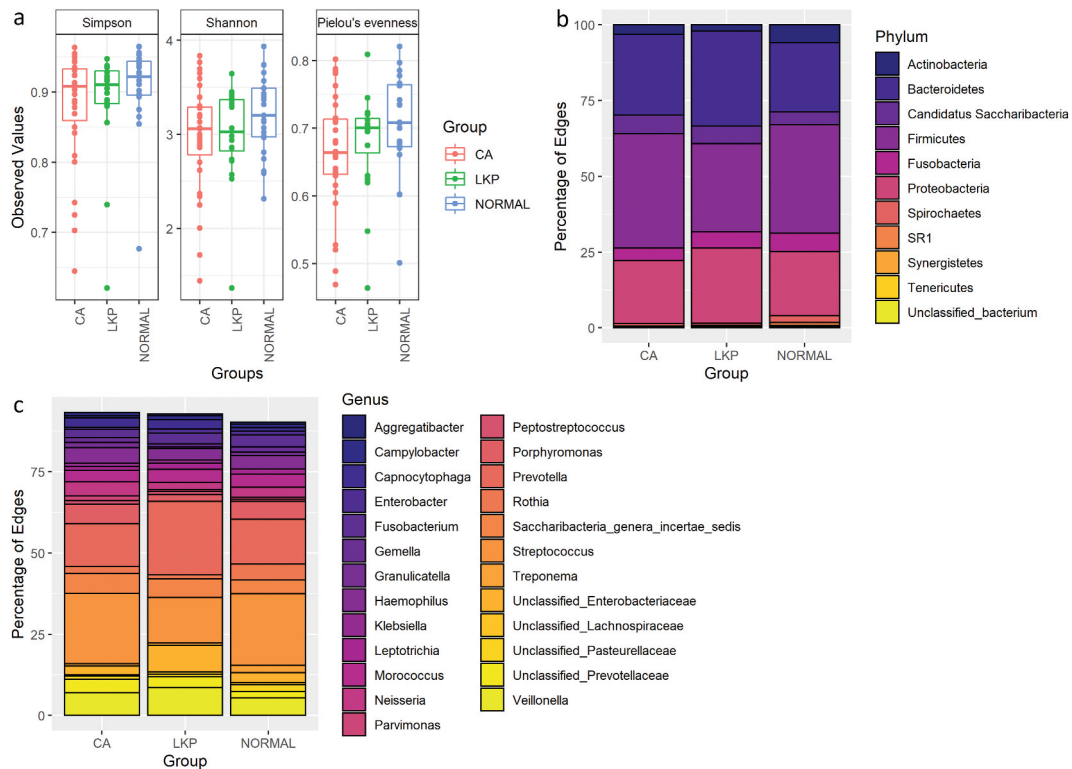 a
Simpson
Shannon
Pielou's evenness
Observed Values
0.9
0.8
0.7
4
3
2
0.8
0.7
0.6
0.5
CA
LKP
NORMAL
CA
LKP
NORMAL
CA
LKP
NORMAL
Groups
Group
CA
LKP
NORMAL
b
Percentage of Edges
100
75
50
25
0
CA
LKP
NORMAL
Group
Phylum
Actinobacteria
Bacteroidetes
Candidatus Saccharibacteria
Firmicutes
Fusobacteria
Proteobacteria
Spirochaetes
SR1
Synergistetes
Tenericutes
Unclassified_bacterium
c
Percentage of Edges
75
50
25
0
CA
LKP
NORMAL
Group
Genus
Aggregatibacter
Campylobacter
Capnocytophaga
Enterobacter
Fusobacterium
Gemella
Granulicatella
Haemophilus
Klebsiella
Leptotrichia
Morococcus
Neisseria
Parvimonas
Peptostreptococcus
Porphyromonas
Prevotella
Rothia
Saccharibacteria_genera_incertae_sedis
Streptococcus
Treponema
Unclassified_Enterobacteriaceae
Unclassified_Lachnospiraceae
Unclassified_Pasteurellaceae
Unclassified_Prevotellaceae
Veillonella